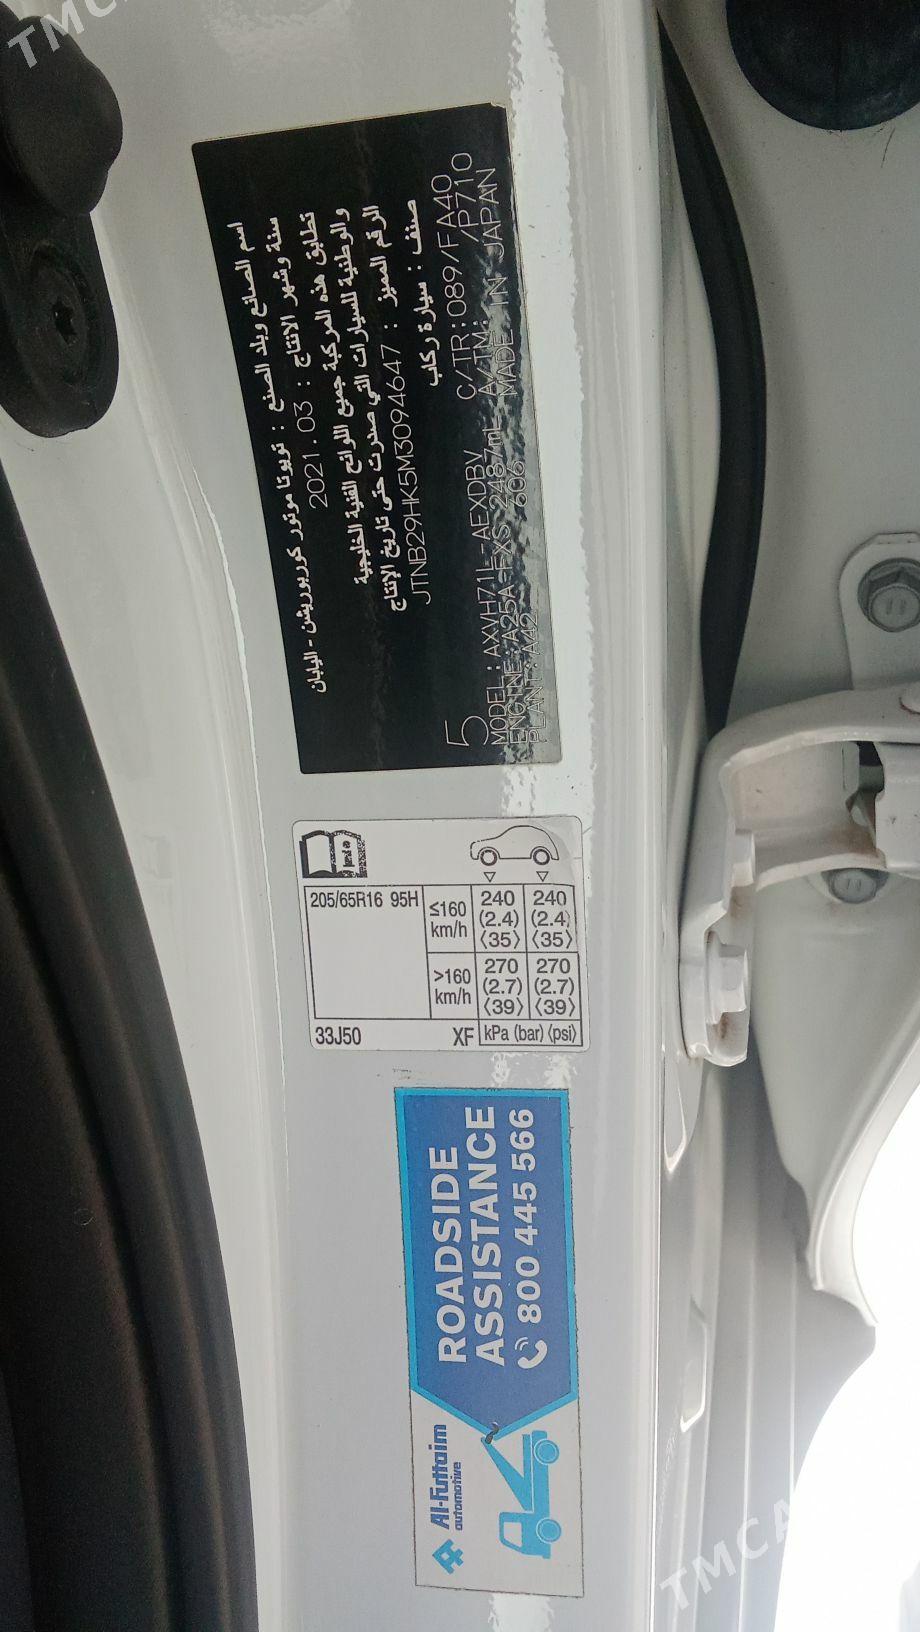 TMCA
اسم الصانع وبلد الصنع : تويوتا موتور كوربوريشن - اليابان
سنة وشهر الانتاج : 2021.03
تطابق هذه المركبة جميع اللوائح الفنية الخليجية
والوطنية للسيارات التي صدرت حتى تاريخ الإنتاج
الرقم المميز : JTNB29HK5M3094647
صنف : سيارة ركاب
5
MODEL:AXVH71L-AEXDBV C/TR:089/FA40
ENGINE:A25A-FXS 2487mL A/TM: /P710
PLANT:A42 606 MADE IN JAPAN
205/65R16 95H
≤160 km/h
240 (2.4) ⟨35⟩
240 (2.4) ⟨35⟩
>160 km/h
270 (2.7) ⟨39⟩
270 (2.7) ⟨39⟩
33J50 XF kPa (bar) ⟨psi⟩
Al-Futtaim
automotive
ROADSIDE
ASSISTANCE
800 445 566
TMCA